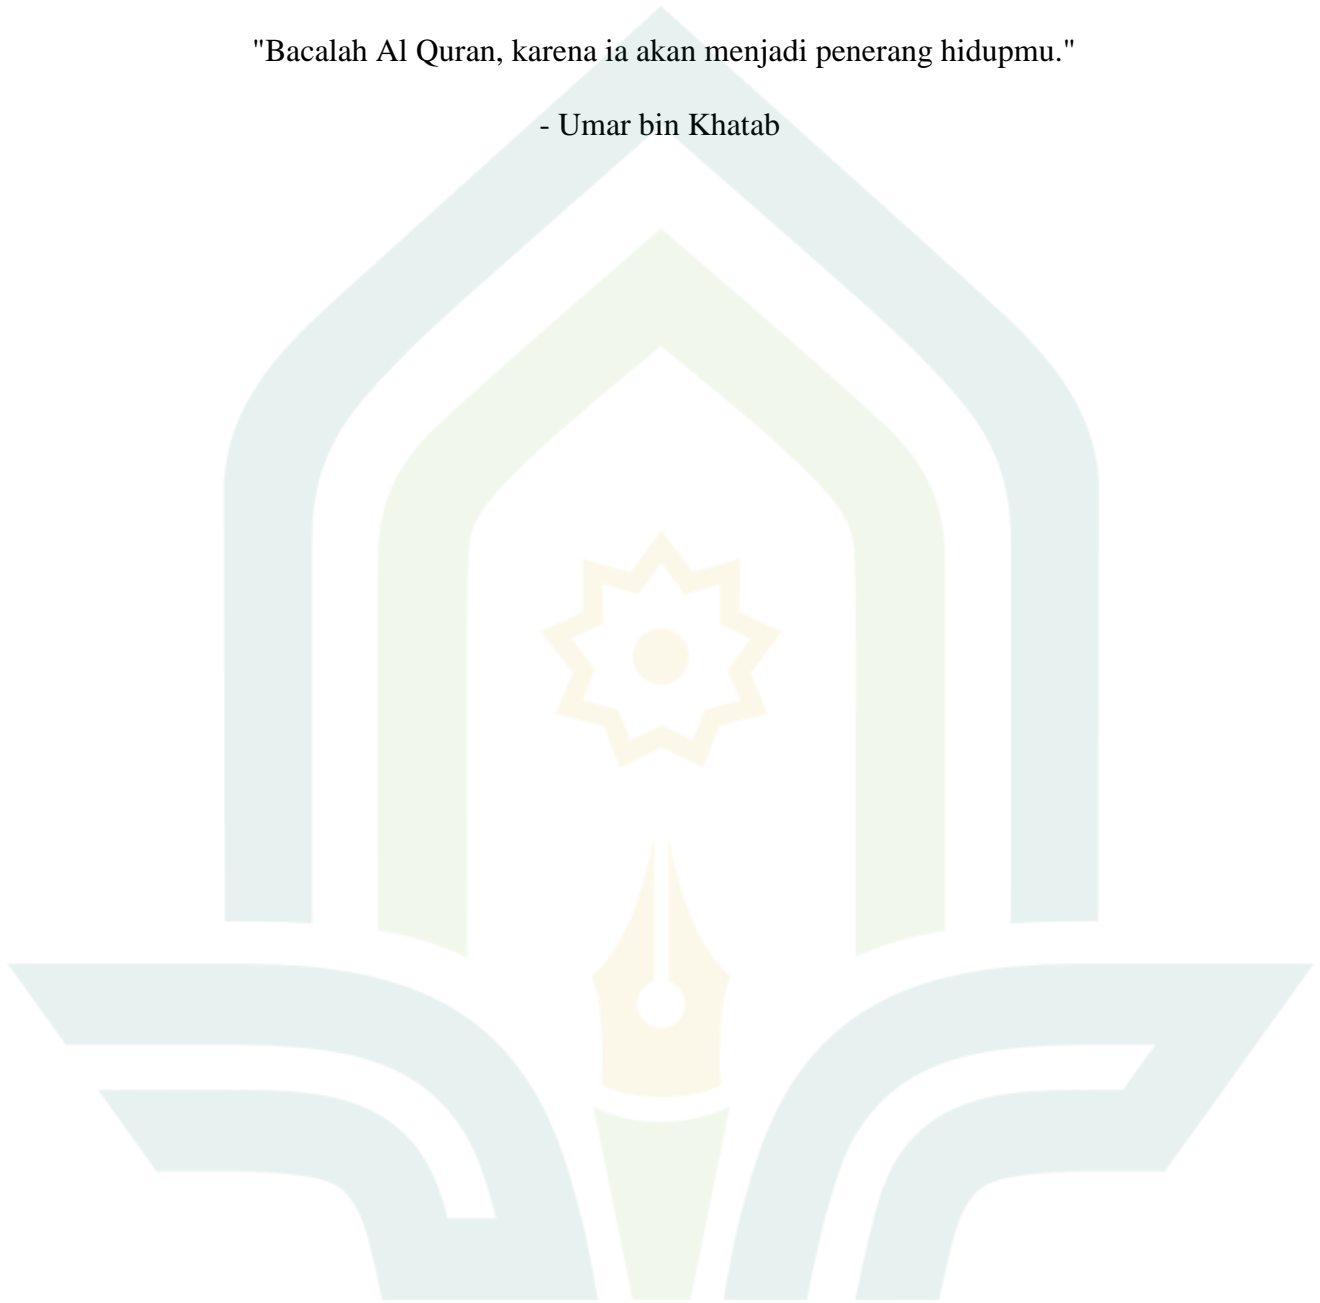 "Bacalah Al Quran, karena ia akan menjadi penerang hidupmu."
- Umar bin Khatab